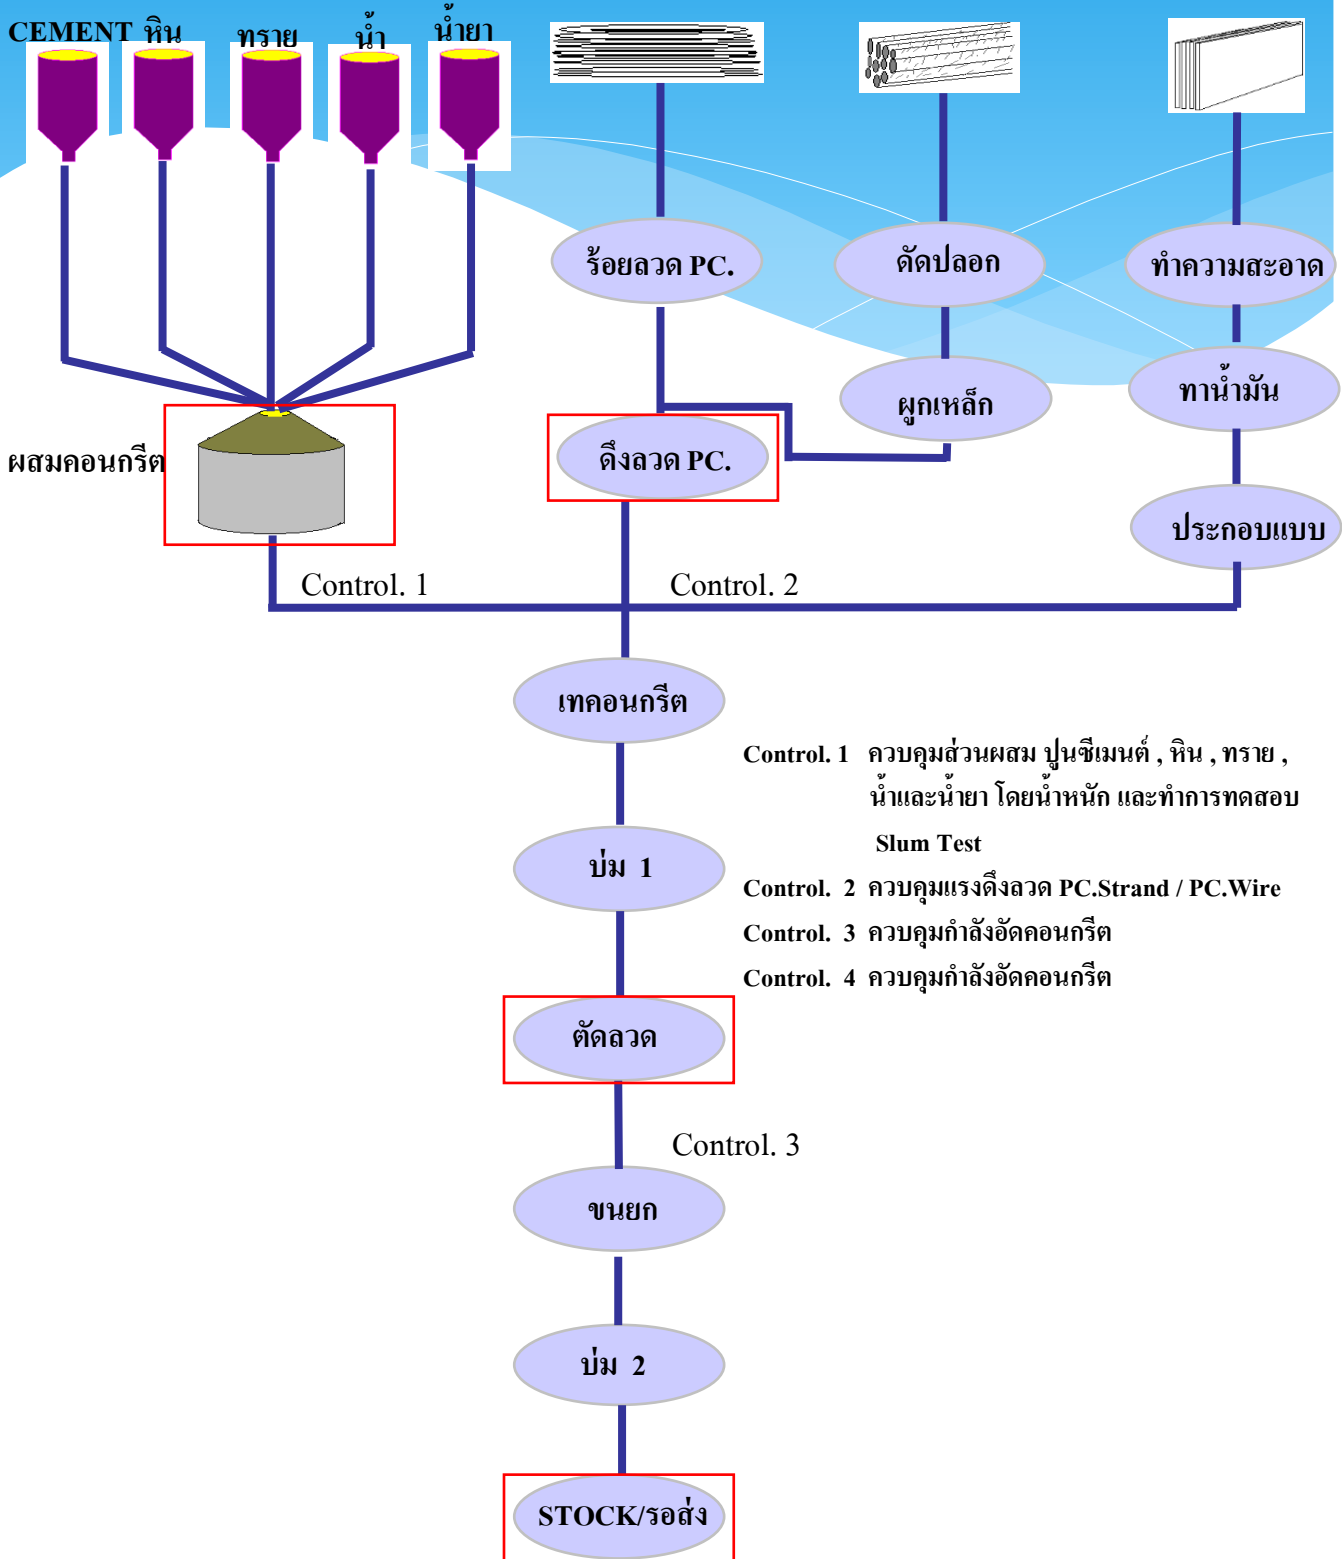 CEMENT หิน ทราย น้ำ น้ำยา
ร้อยลวด PC.
ดัดปลอก
ทำความสะอาด
ผูกเหล็ก
ทาน้ำมัน
ผสมคอนกรีต
ดึงลวด PC.
ประกอบแบบ
Control. 1
Control. 2
เทคอนกรีต
Control. 1 ควบคุมส่วนผสม ปูนซีเมนต์ , หิน , ทราย ,
น้ำและน้ำยา โดยน้ำหนัก และทำการทดสอบ
Slum Test
Control. 2 ควบคุมแรงดึงลวด PC.Strand / PC.Wire
Control. 3 ควบคุมกำลังอัดคอนกรีต
Control. 4 ควบคุมกำลังอัดคอนกรีต
บ่ม 1
ตัดลวด
Control. 3
ขนยก
บ่ม 2
STOCK/รอส่ง